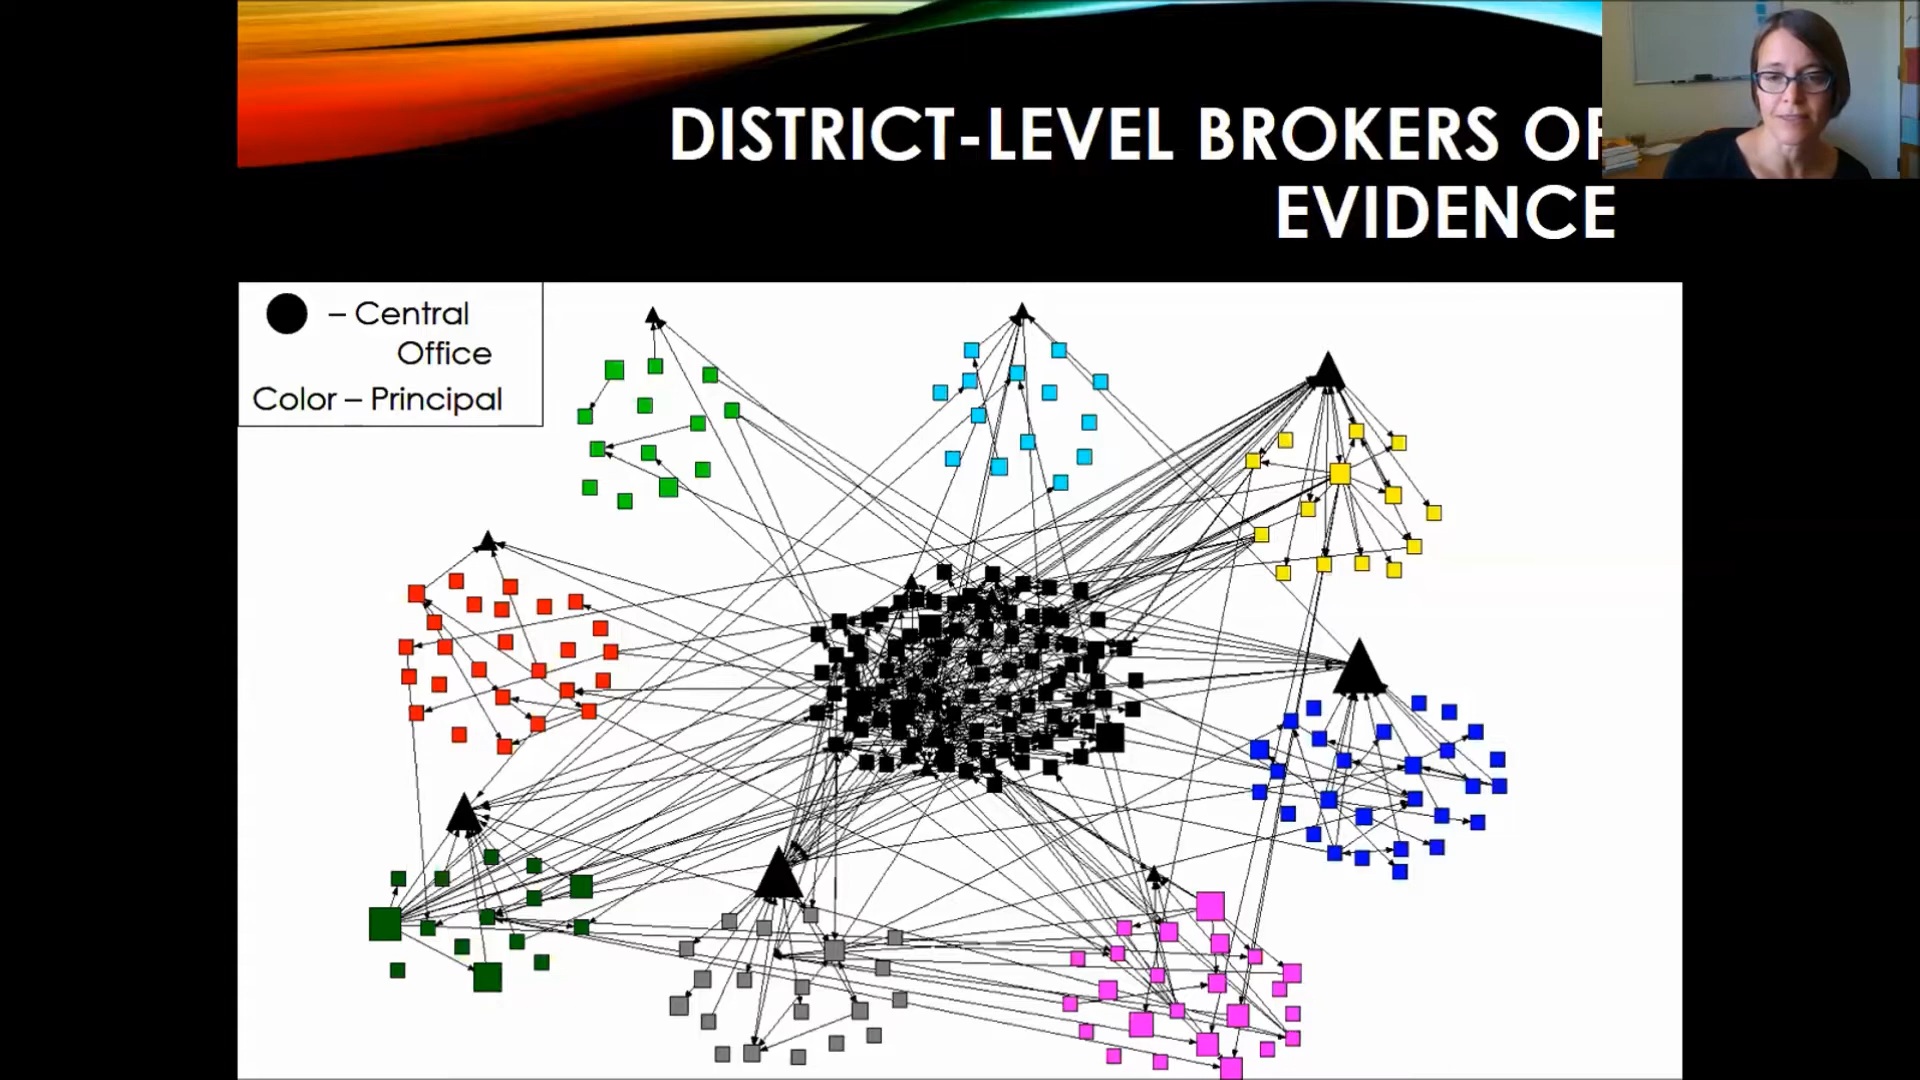 DISTRICT-LEVEL BROKERS OF
EVIDENCE
– Central
Office
Color – Principal